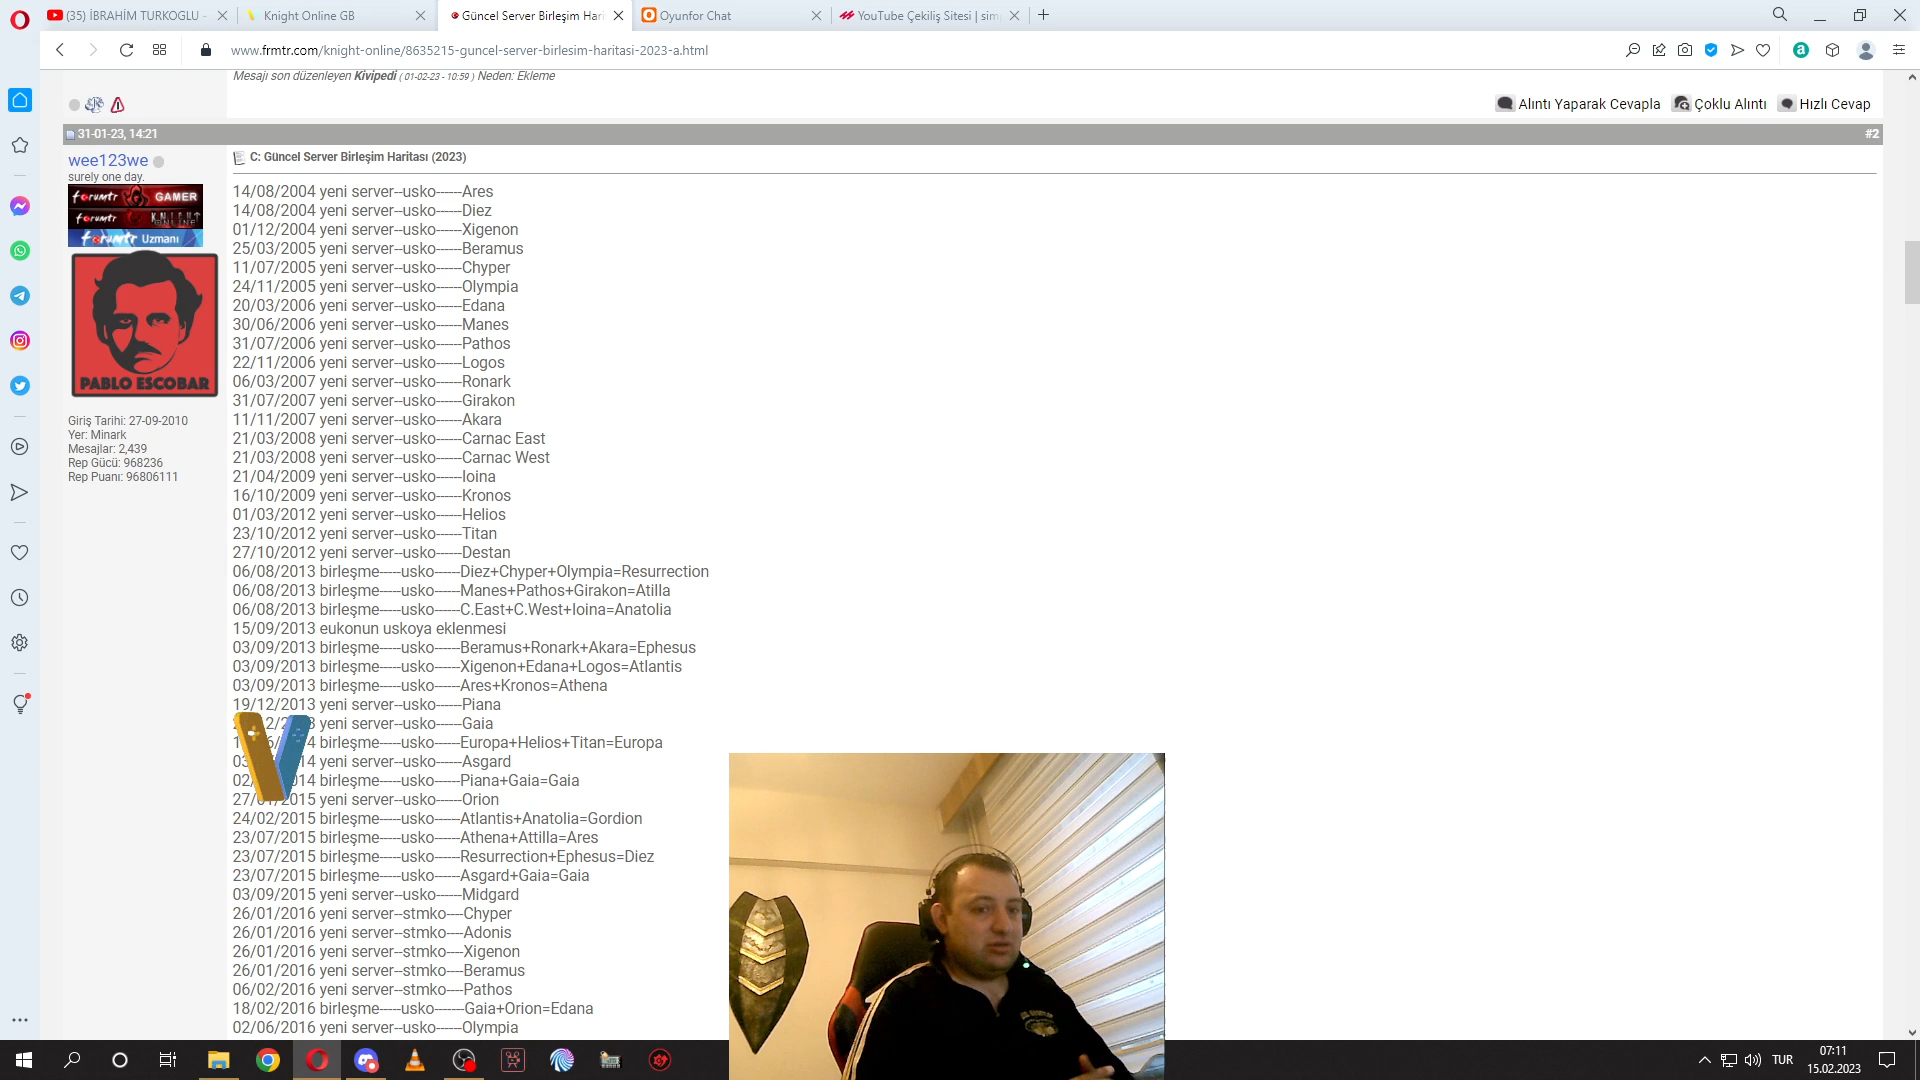 (35) İBRAHİM TURKOGLU -
Knight Online GB
Güncel Server Birleşim Hari
Oyunfor Chat
YouTube Çekiliş Sitesi | sim
www.frmtr.com/knight-online/8635215-guncel-server-birlesim-haritasi-2023-a.html
Mesajı son düzenleyen Kivipedi ( 01-02-23 - 10:59 ) Neden: Ekleme
Alıntı Yaparak Cevapla Çoklu Alıntı Hızlı Cevap
31-01-23, 14:21 #2
wee123we
surely one day.
forumtr GAMER
forumtr KNIGHT ONLINE
forumtr Uzmanı
PABLO ESCOBAR
Giriş Tarihi: 27-09-2010
Yer: Minark
Mesajlar: 2,439
Rep Gücü: 968236
Rep Puanı: 96806111
C: Güncel Server Birleşim Haritası (2023)
14/08/2004 yeni server--usko------Ares
14/08/2004 yeni server--usko------Diez
01/12/2004 yeni server--usko------Xigenon
25/03/2005 yeni server--usko------Beramus
11/07/2005 yeni server--usko------Chyper
24/11/2005 yeni server--usko------Olympia
20/03/2006 yeni server--usko------Edana
30/06/2006 yeni server--usko------Manes
31/07/2006 yeni server--usko------Pathos
22/11/2006 yeni server--usko------Logos
06/03/2007 yeni server--usko------Ronark
31/07/2007 yeni server--usko------Girakon
11/11/2007 yeni server--usko------Akara
21/03/2008 yeni server--usko------Carnac East
21/03/2008 yeni server--usko------Carnac West
21/04/2009 yeni server--usko------Ioina
16/10/2009 yeni server--usko------Kronos
01/03/2012 yeni server--usko------Helios
23/10/2012 yeni server--usko------Titan
27/10/2012 yeni server--usko------Destan
06/08/2013 birleşme-----usko------Diez+Chyper+Olympia=Resurrection
06/08/2013 birleşme-----usko------Manes+Pathos+Girakon=Atilla
06/08/2013 birleşme-----usko------C.East+C.West+Ioina=Anatolia
15/09/2013 eukonun uskoya eklenmesi
03/09/2013 birleşme-----usko------Beramus+Ronark+Akara=Ephesus
03/09/2013 birleşme-----usko------Xigenon+Edana+Logos=Atlantis
03/09/2013 birleşme-----usko------Ares+Kronos=Athena
19/12/2013 yeni server--usko------Piana
yeni server--usko------Gaia
birleşme-----usko------Europa+Helios+Titan=Europa
yeni server--usko------Asgard
birleşme-----usko------Piana+Gaia=Gaia
27/01/2015 yeni server--usko------Orion
24/02/2015 birleşme-----usko------Atlantis+Anatolia=Gordion
23/07/2015 birleşme-----usko------Athena+Attilla=Ares
23/07/2015 birleşme-----usko------Resurrection+Ephesus=Diez
23/07/2015 birleşme-----usko------Asgard+Gaia=Gaia
03/09/2015 yeni server--usko------Midgard
26/01/2016 yeni server--stmko----Chyper
26/01/2016 yeni server--stmko----Adonis
26/01/2016 yeni server--stmko----Xigenon
26/01/2016 yeni server--stmko----Beramus
06/02/2016 yeni server--stmko----Pathos
18/02/2016 birleşme-----usko-------Gaia+Orion=Edana
02/06/2016 yeni server--usko------Olympia
TUR
07:11
15.02.2023